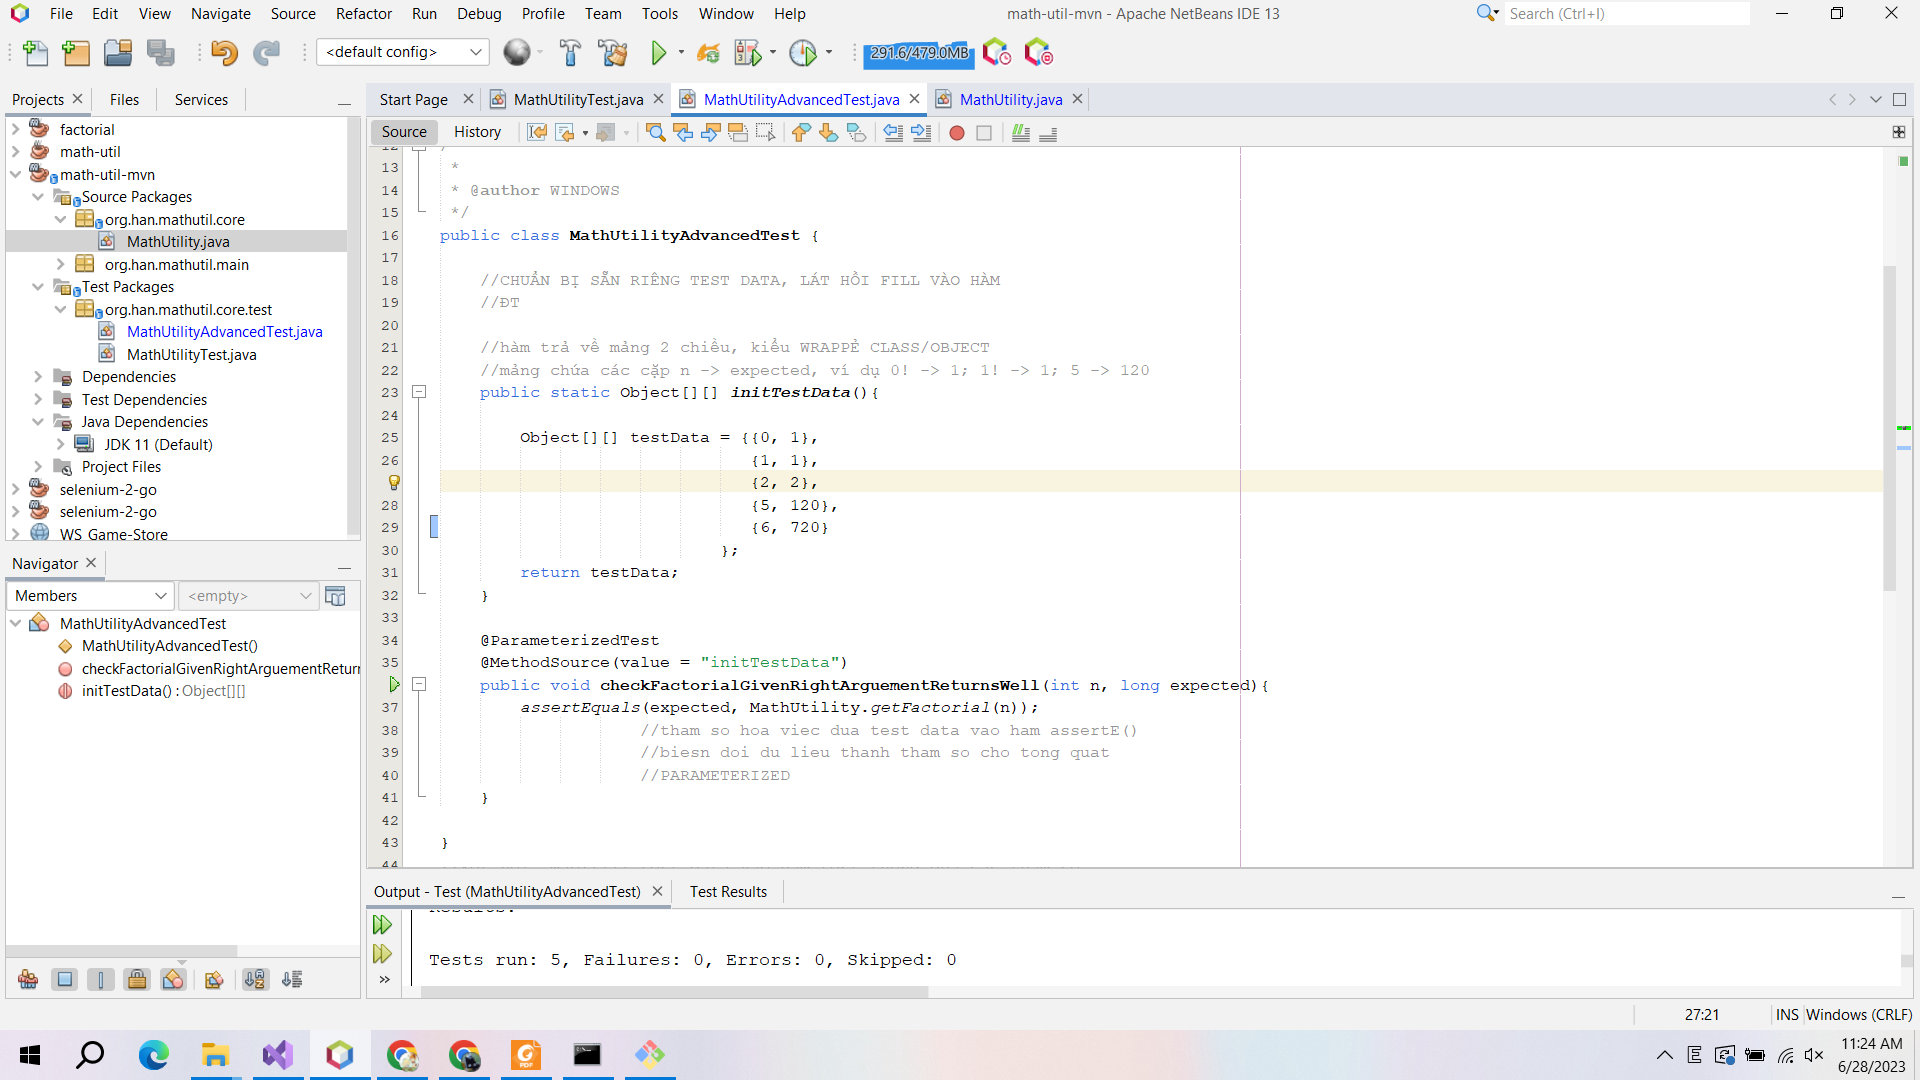 File Edit View Navigate Source Refactor Run Debug Profile Team Tools Window Help
math-util-mvn - Apache NetBeans IDE 13
Search (Ctrl+I)
<default config>
291.6/479.0MB
Projects Files Services
factorial
math-util
math-util-mvn
Source Packages
org.han.mathutil.core
MathUtility.java
org.han.mathutil.main
Test Packages
org.han.mathutil.core.test
MathUtilityAdvancedTest.java
MathUtilityTest.java
Dependencies
Test Dependencies
Java Dependencies
JDK 11 (Default)
Project Files
selenium-2-go
selenium-2-go
WS_Game-Store
Navigator
Members
<empty>
MathUtilityAdvancedTest
MathUtilityAdvancedTest()
checkFactorialGivenRightArguementReturn
initTestData() : Object[][]
Start Page MathUtilityTest.java MathUtilityAdvancedTest.java MathUtility.java
Source History
12 /
13 *
14 * @author WINDOWS
15 */
16 public class MathUtilityAdvancedTest {
17
18 //CHUẨN BỊ SẴN RIÊNG TEST DATA, LÁT HỒI FILL VÀO HÀM
19 //ĐT
20
21 //hàm trả về mảng 2 chiều, kiểu WRAPPẺ CLASS/OBJECT
22 //mảng chứa các cặp n -> expected, ví dụ 0! -> 1; 1! -> 1; 5 -> 120
23 public static Object[][] initTestData(){
24
25 Object[][] testData = {{0, 1},
26 {1, 1},
{2, 2},
28 {5, 120},
29 {6, 720}
30 };
31 return testData;
32 }
33
34 @ParameterizedTest
35 @MethodSource(value = "initTestData")
public void checkFactorialGivenRightArguementReturnsWell(int n, long expected){
37 assertEquals(expected, MathUtility.getFactorial(n));
38 //tham so hoa viec dua test data vao ham assertE()
39 //biesn doi du lieu thanh tham so cho tong quat
40 //PARAMETERIZED
41 }
42
43 }
44
Output - Test (MathUtilityAdvancedTest) Test Results
Results:
Tests run: 5, Failures: 0, Errors: 0, Skipped: 0
27:21 INS Windows (CRLF)
11:24 AM
6/28/2023